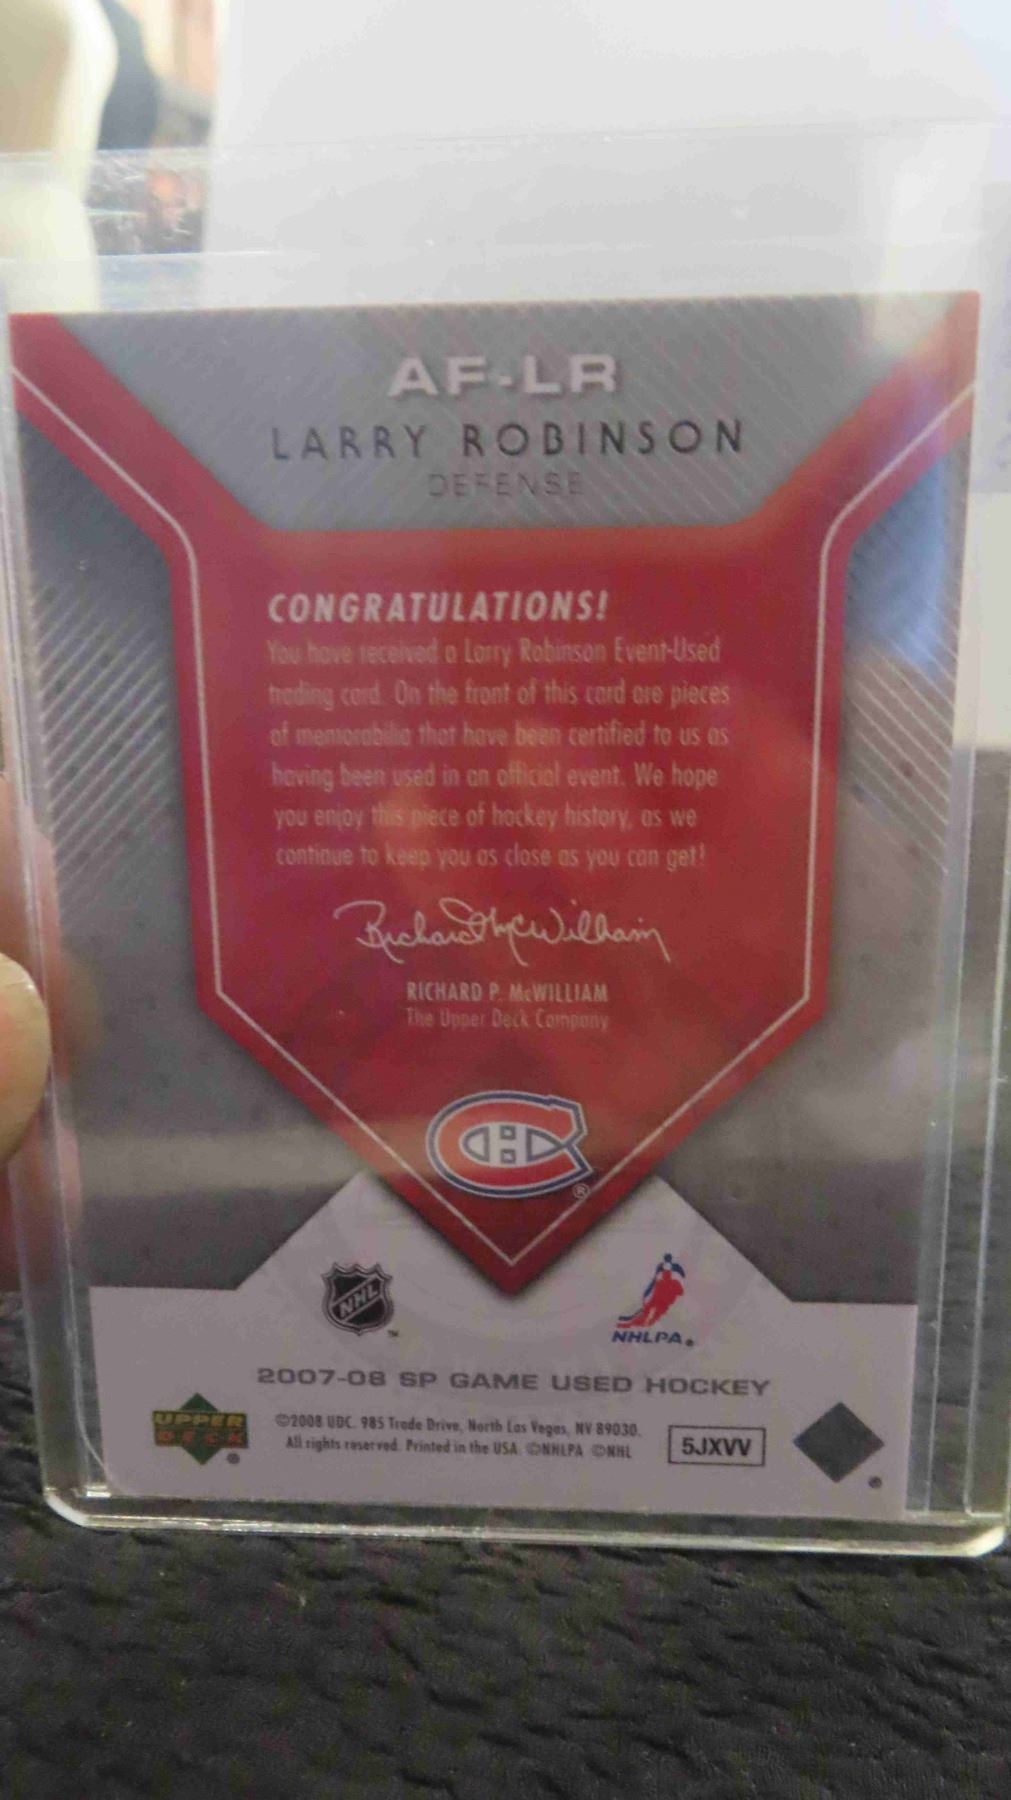 AF-LR
LARRY ROBINSON
DEFENSE
CONGRATULATIONS!
You have received a Larry Robinson Event-Used
trading card. On the front of this card are pieces
of memorabilia that have been certified to us as
having been used in an official event. We hope
you enjoy this piece of hockey history, as we
continue to keep you as close as you can get!
Richard McWilliam
RICHARD P. McWILLIAM
The Upper Deck Company
CH
®
NHL
™
NHLPA®
2007-08 SP GAME USED HOCKEY
UPPER
DECK
®
©2008 UDC. 985 Trade Drive, North Las Vegas, NV 89030.
All rights reserved. Printed in the USA. ©NHLPA ©NHL
5JXVV
®